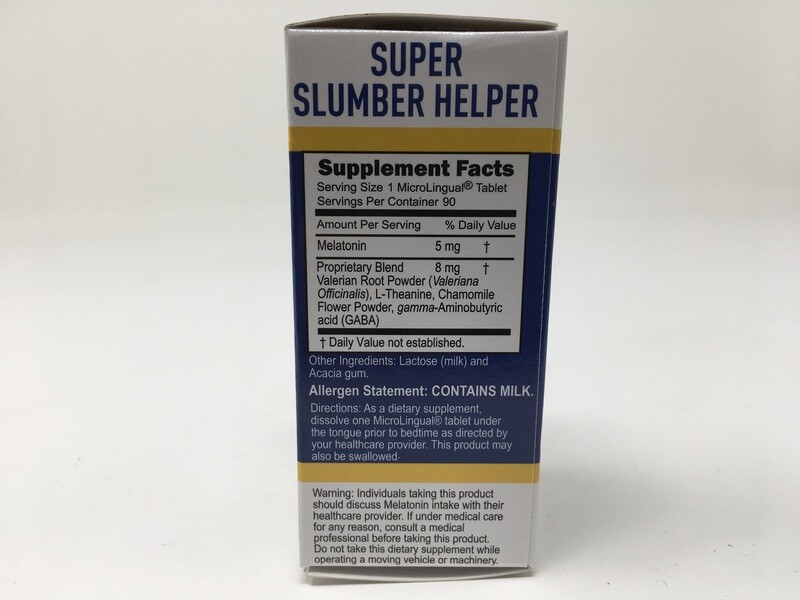 SUPER
SLUMBER HELPER
Supplement Facts
Serving Size 1 MicroLingual® Tablet
Servings Per Container 90
Amount Per Serving % Daily Value
Melatonin 5 mg †
Proprietary Blend 8 mg †
Valerian Root Powder (Valeriana
Officinalis), L-Theanine, Chamomile
Flower Powder, gamma-Aminobutyric
acid (GABA)
† Daily Value not established.
Other Ingredients: Lactose (milk) and
Acacia gum.
Allergen Statement: CONTAINS MILK.
Directions: As a dietary supplement,
dissolve one MicroLingual® tablet under
the tongue prior to bedtime as directed by
your healthcare provider. This product may
also be swallowed.
Warning: Individuals taking this product
should discuss Melatonin intake with their
healthcare provider. If under medical care
for any reason, consult a medical
professional before taking this product.
Do not take this dietary supplement while
operating a moving vehicle or machinery.